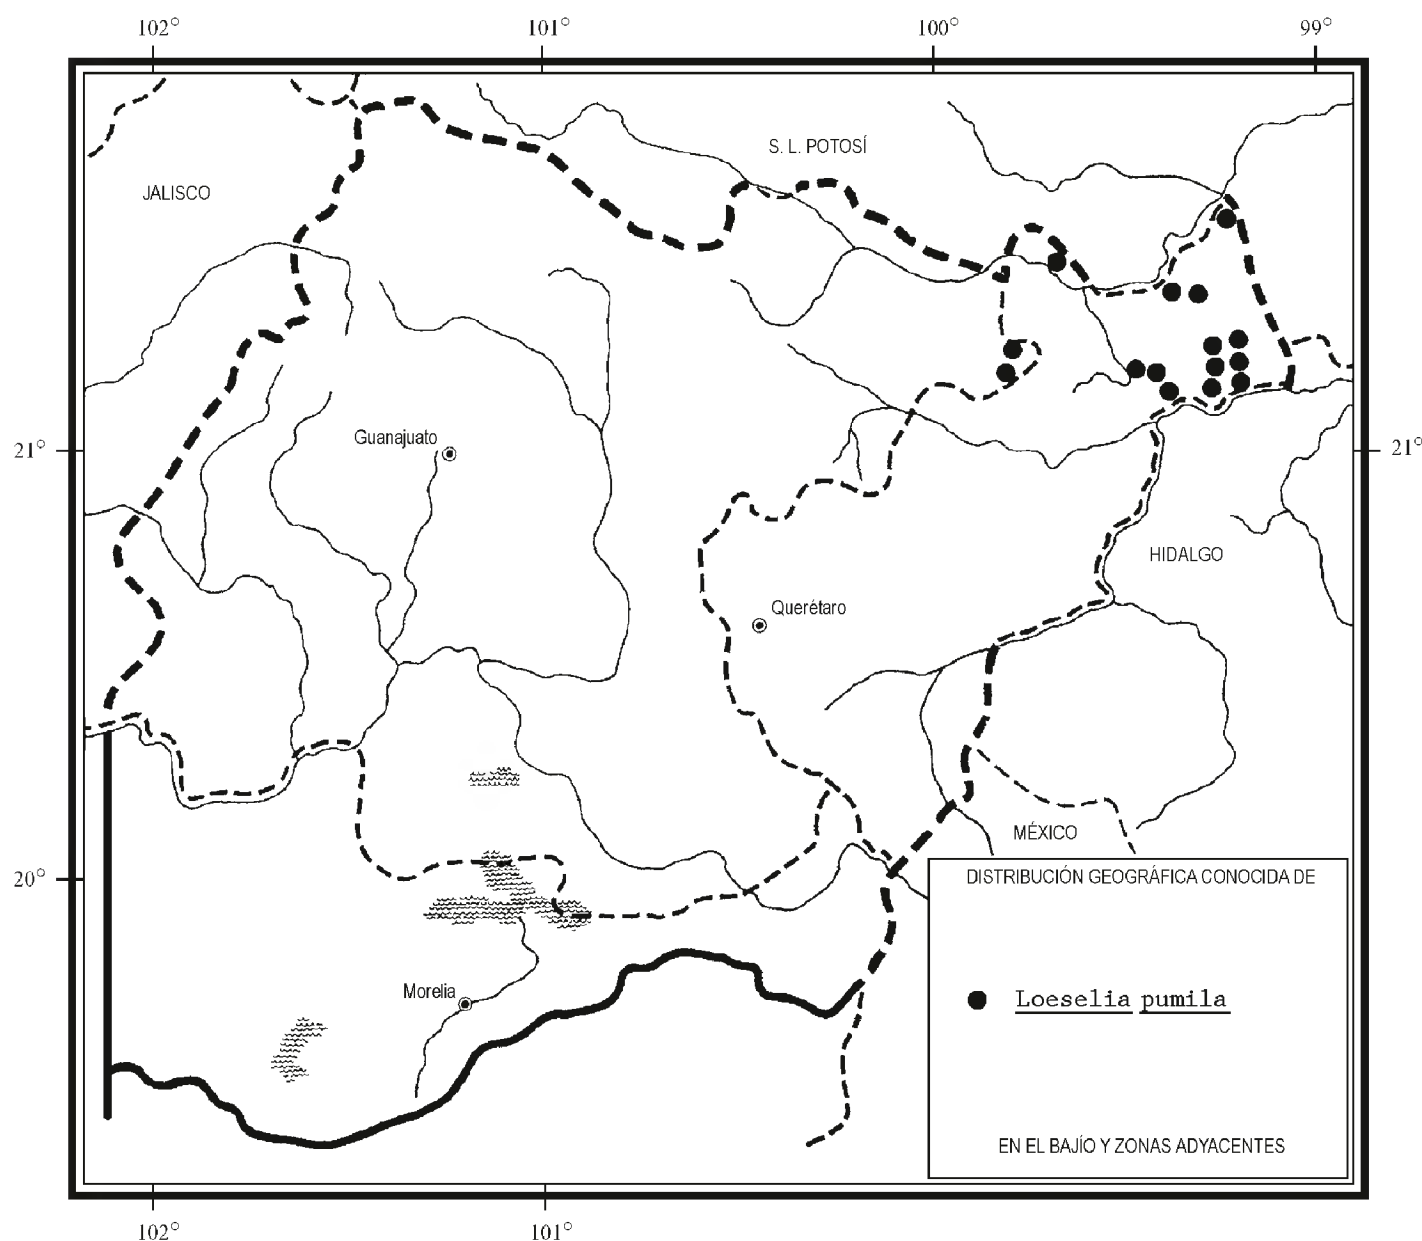 102° 101° 100° 99°
S. L. POTOSÍ
JALISCO
Guanajuato
21° 21°
HIDALGO
Querétaro
MÉXICO
20°
DISTRIBUCIÓN GEOGRÁFICA CONOCIDA DE
Morelia
Loeselia pumila
EN EL BAJÍO Y ZONAS ADYACENTES
102° 101°